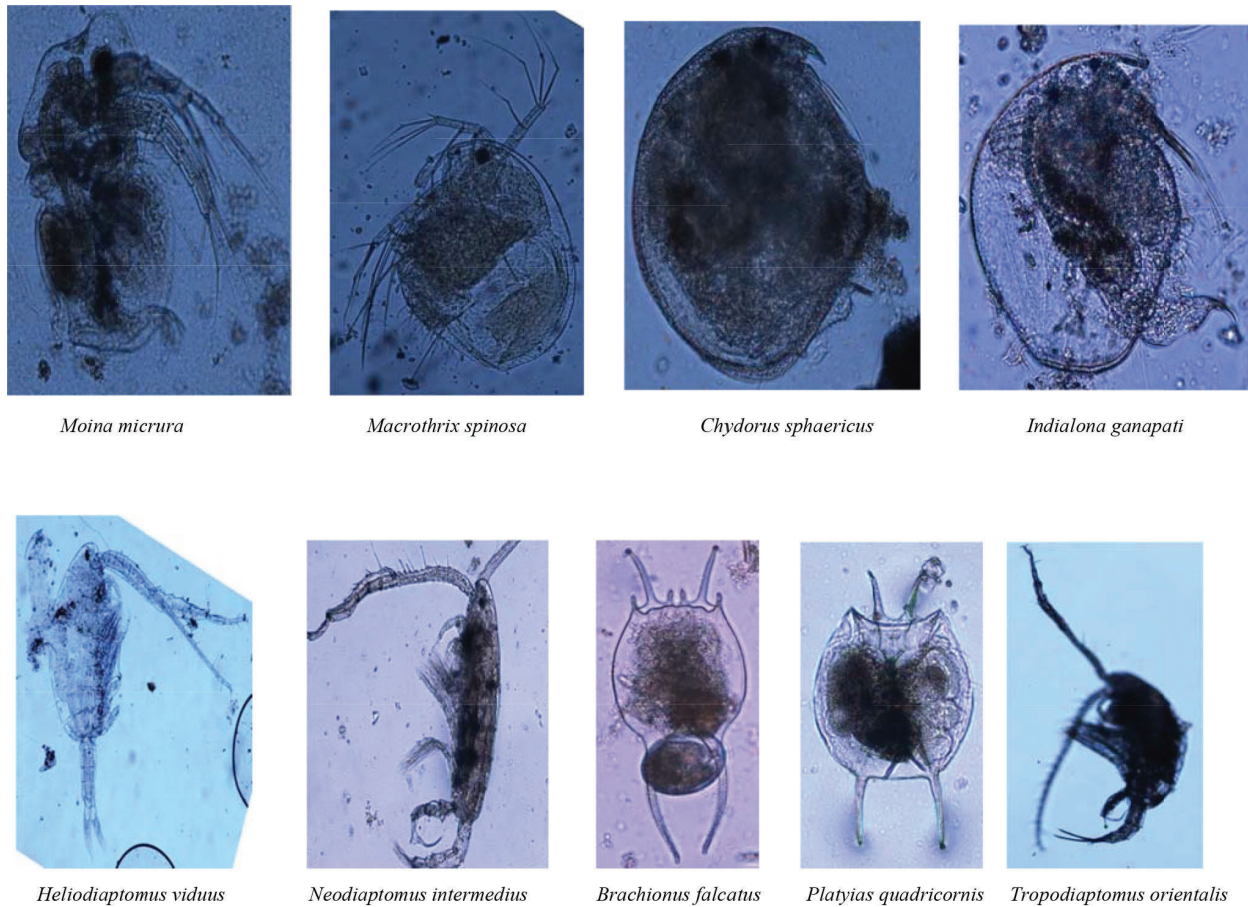 Moina micrura
Macrothrix spinosa
Chydorus sphaericus
Indialona ganapati
Heliodiaptomus viduus
Neodiaptomus intermedius
Brachionus falcatus
Platyias quadricornis
Tropodiaptomus orientalis